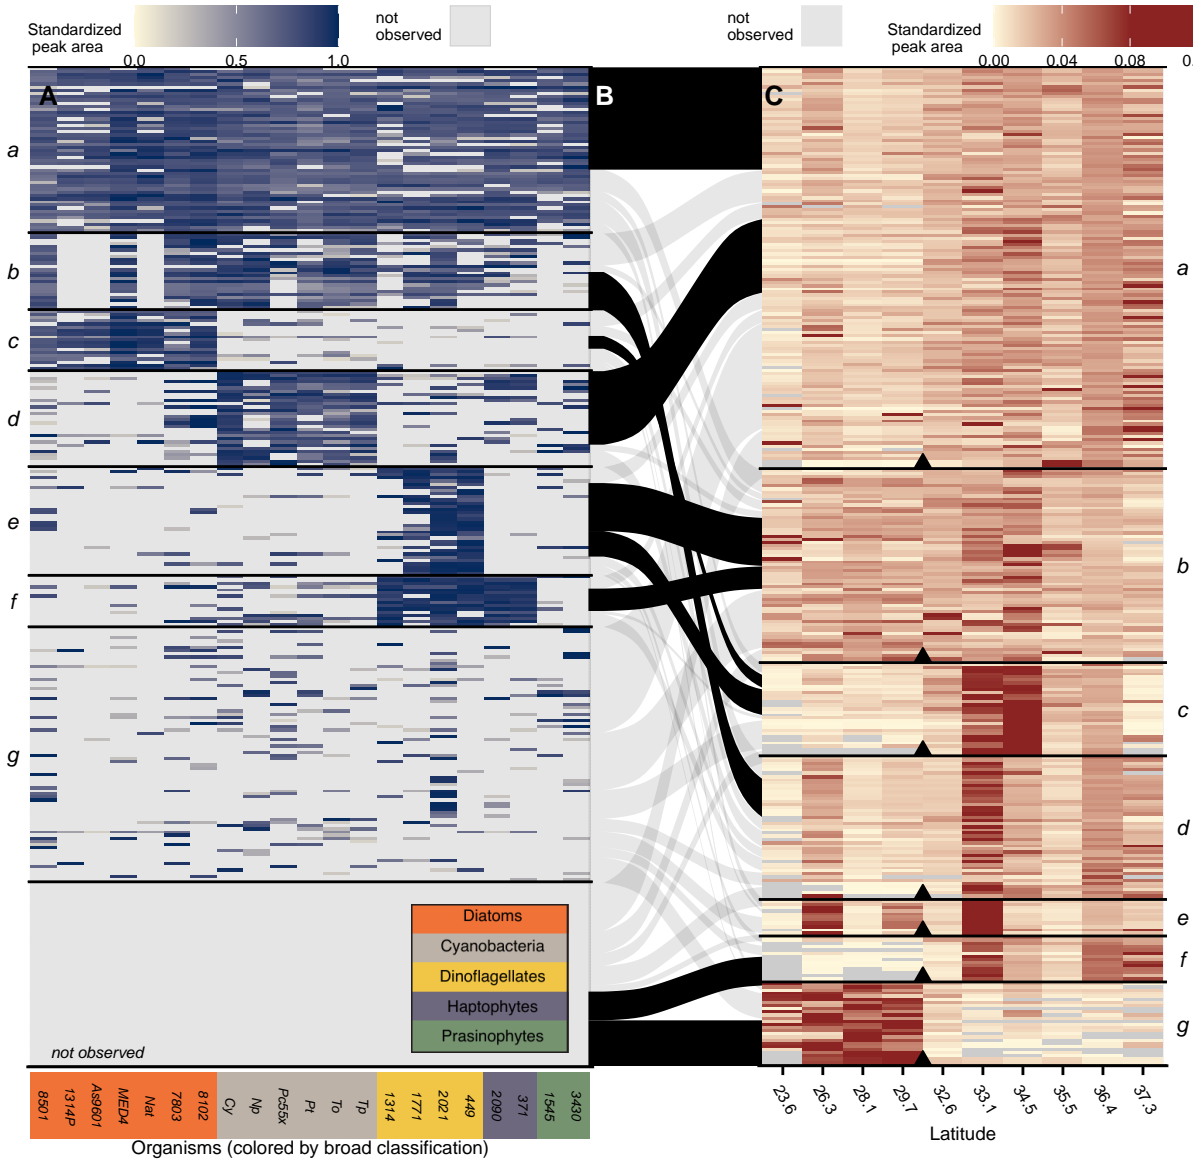 Standardized
peak area
0.0
0.5
1.0
not
observed
not
observed
Standardized
peak area
0.00
0.04
0.08
A
B
C
a
b
c
d
e
f
g
a
b
c
d
e
f
g
Diatoms
Cyanobacteria
Dinoflagellates
Haptophytes
Prasinophytes
not observed
8501
1314P
As9601
MED4
Nat
7803
8102
Cy
Np
Pc55x
Pt
To
Tp
1314
1771
2021
449
2090
371
1545
3430
Organisms (colored by broad classification)
23.6
26.3
28.1
29.7
32.6
33.1
34.5
35.5
36.4
37.3
Latitude